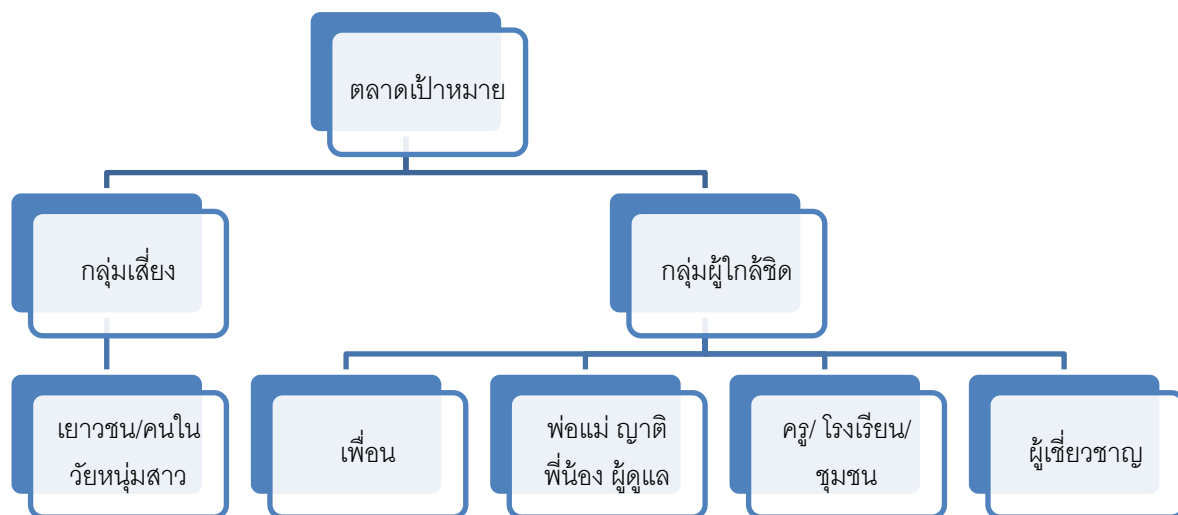 ตลาดเป้าหมาย
กลุ่มเสี่ยง
กลุ่มผู้ใกล้ชิด
เยาวชน/คนใน
วัยหนุ่มสาว
เพื่อน
พ่อแม่ ญาติ
พี่น้อง ผู้ดูแล
ครู/ โรงเรียน/
ชุมชน
ผู้เชี่ยวชาญ